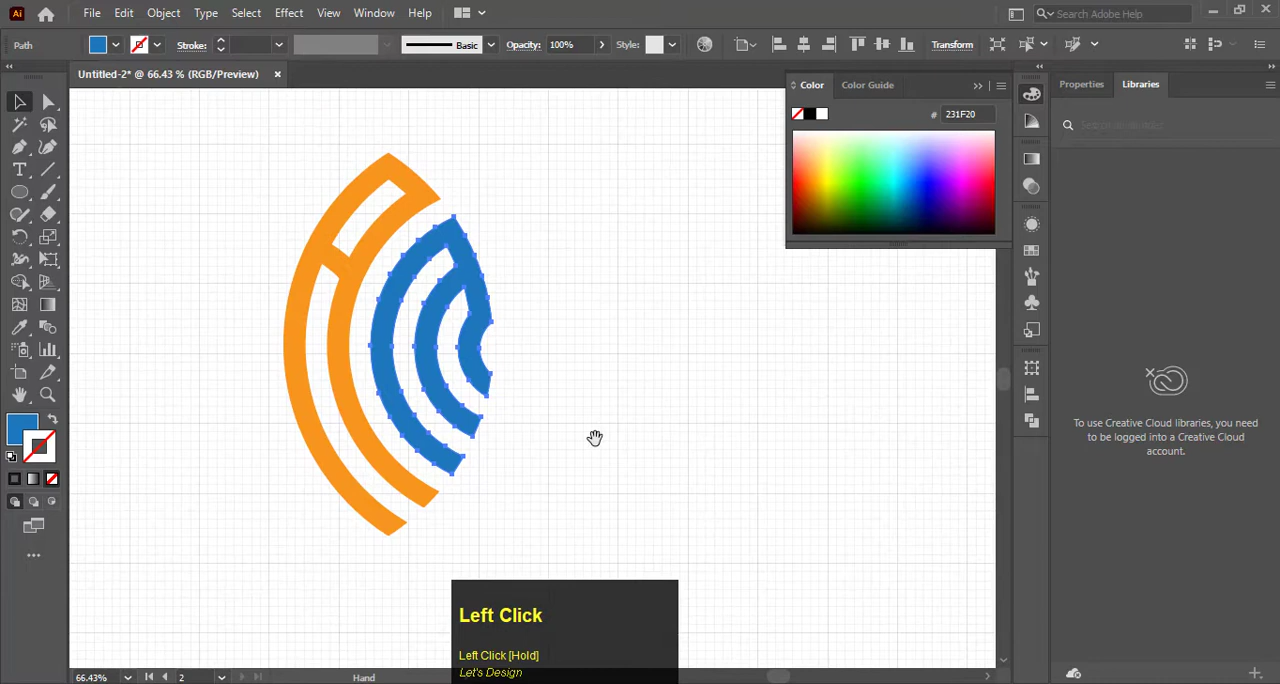 Ai File Edit Object Type Select Effect View Window Help Search Adobe Help
Path Stroke: Basic Opacity: 100% Style: Transform
Untitled-2* @ 66.43 % (RGB/Preview) ×
Color Color Guide Properties Libraries
# 231F20
To use Creative Cloud libraries, you need
to be logged into a Creative Cloud
account.
Left Click
Left Click [Hold]
Let's Design
66.43% 2 Hand